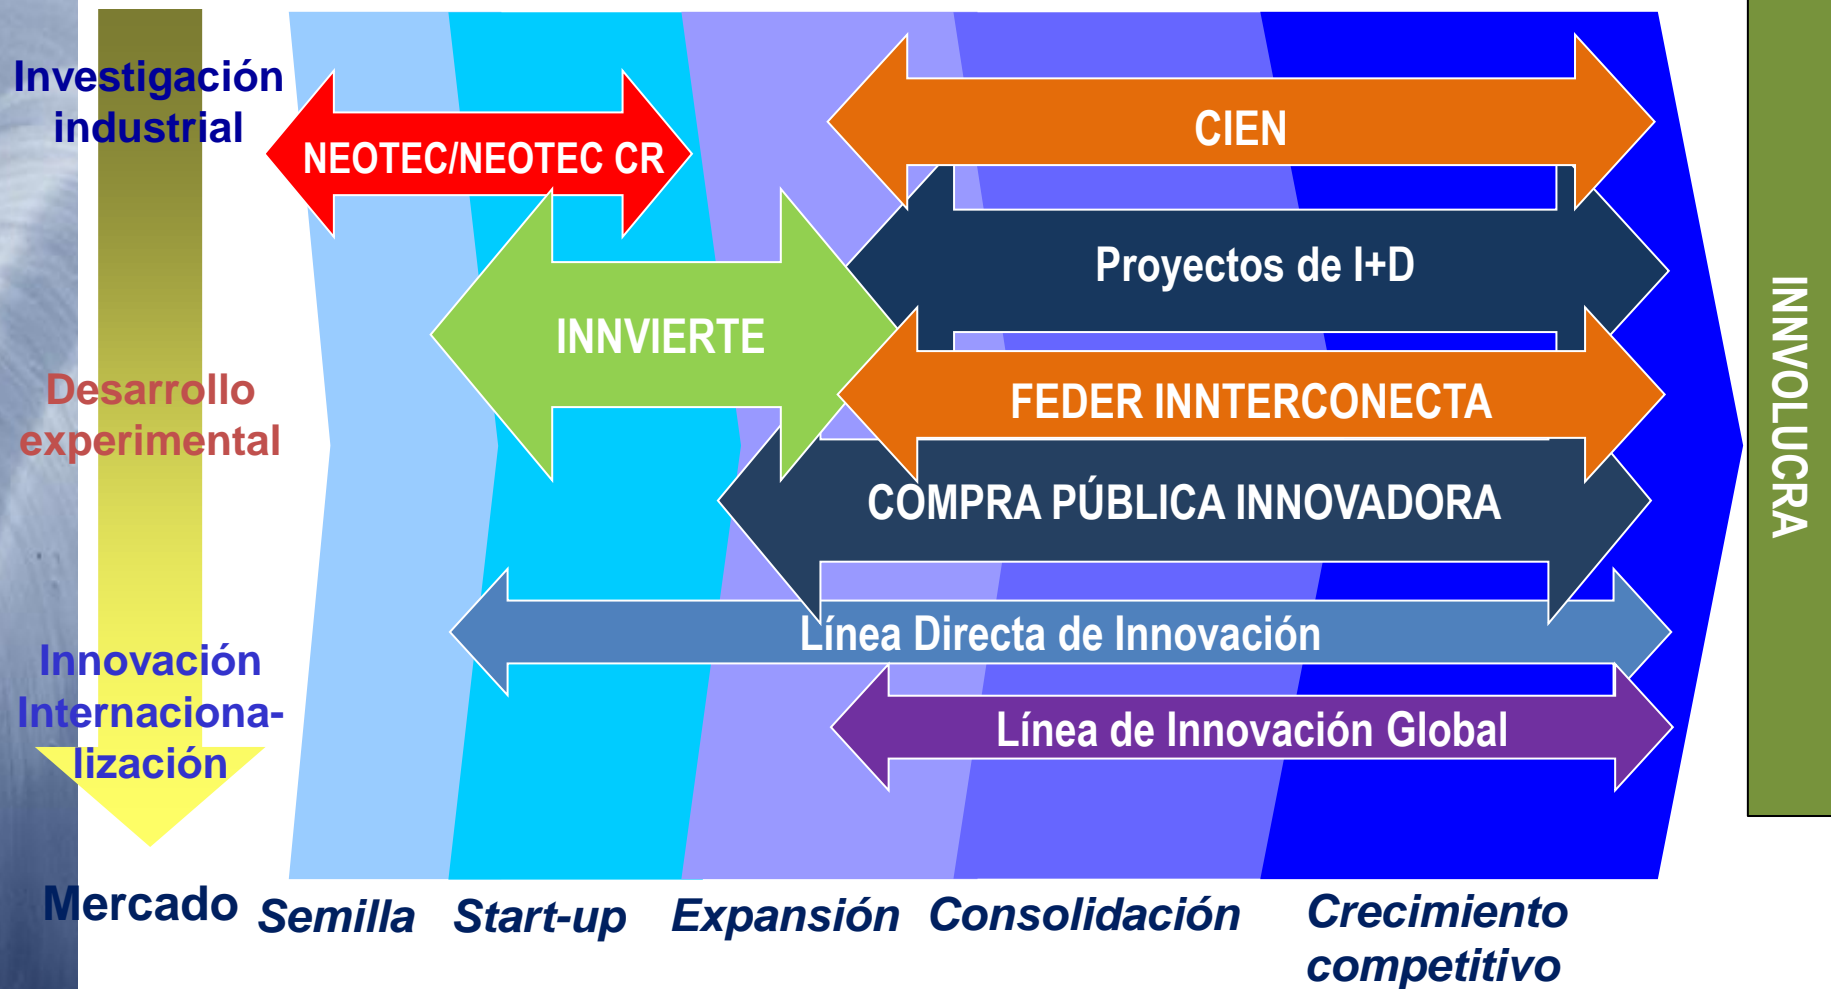 Investigación
industrial
NEOTEC/NEOTEC CR
CIEN
Proyectos de I+D
INNVIERTE
Desarrollo
experimental
FEDER INNTERCONECTA
COMPRA PÚBLICA INNOVADORA
Línea Directa de Innovación
Innovación
Internaciona-
lización
Línea de Innovación Global
INNVOLUCRA
Mercado
Semilla
Start-up
Expansión
Consolidación
Crecimiento
competitivo